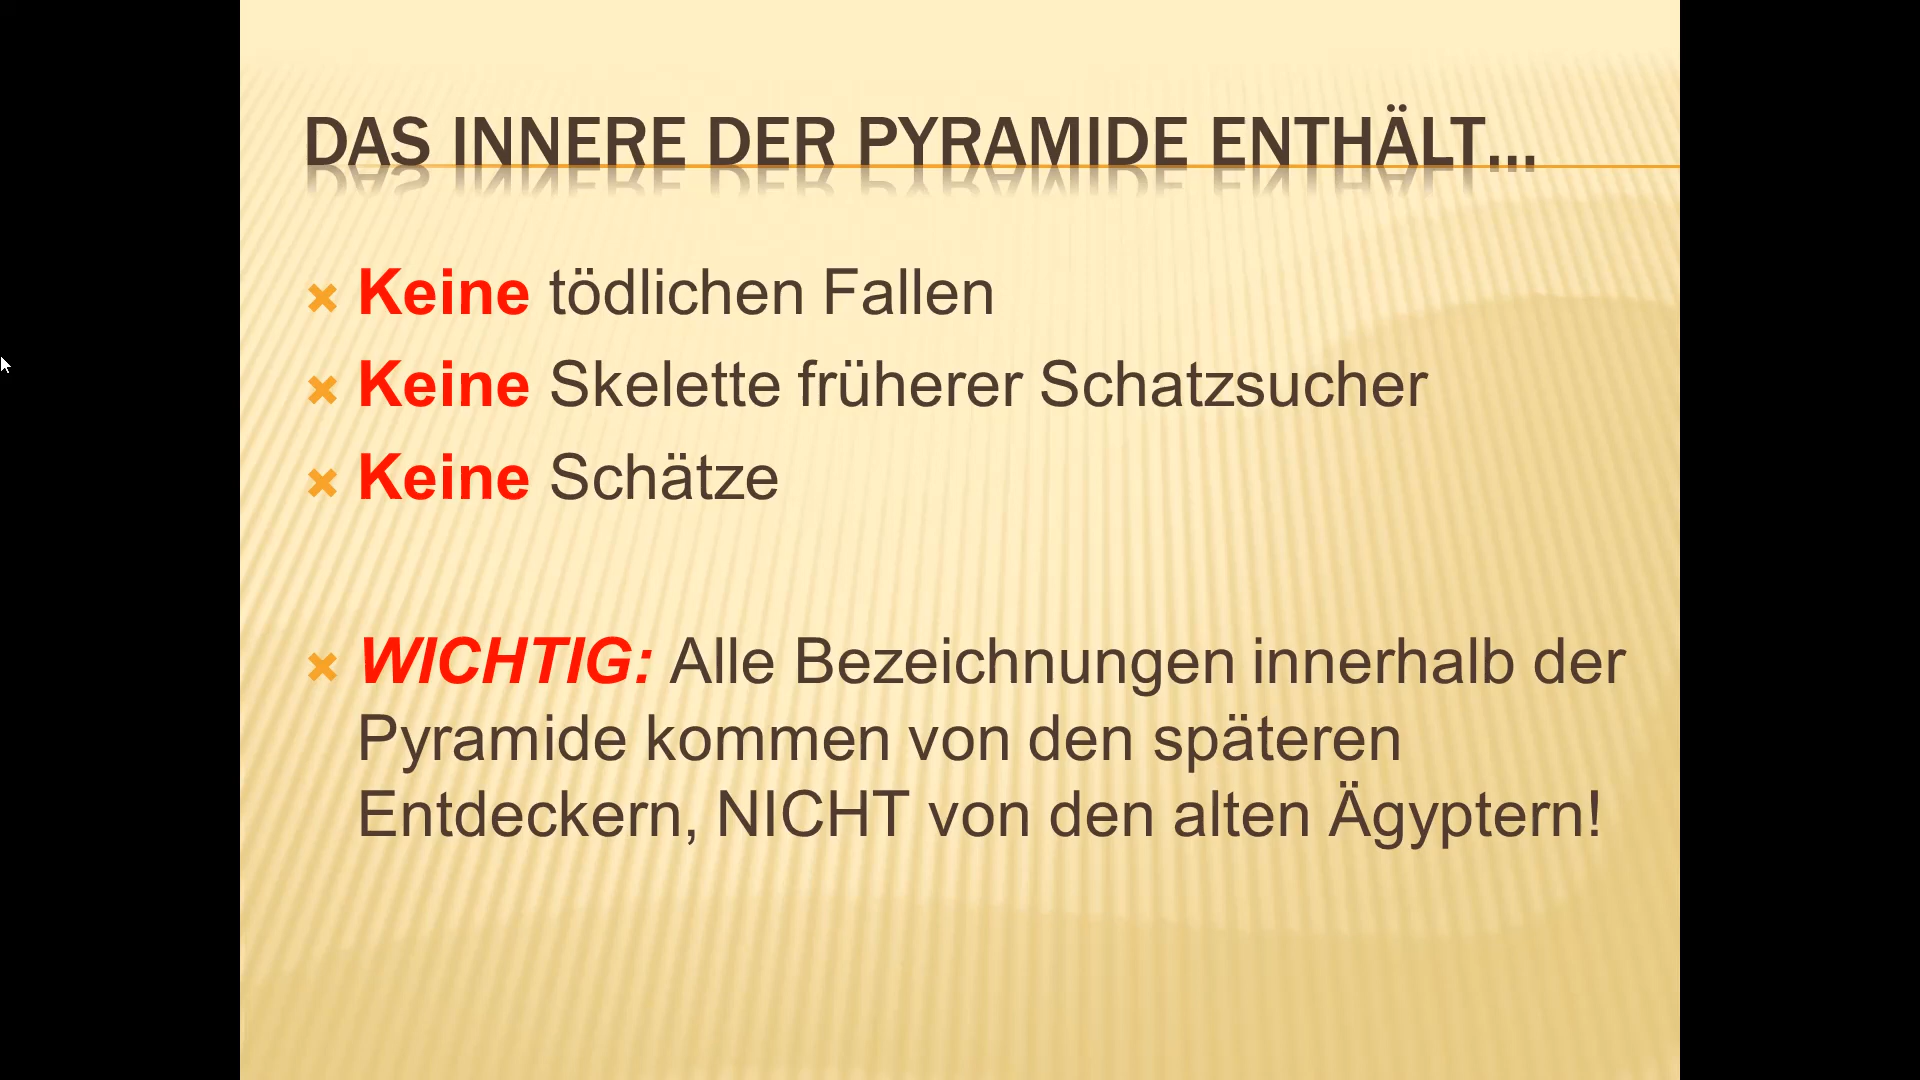 DAS INNERE DER PYRAMIDE ENTHÄLT...
Keine tödlichen Fallen
Keine Skelette früherer Schatzsucher
Keine Schätze
WICHTIG: Alle Bezeichnungen innerhalb der
Pyramide kommen von den späteren
Entdeckern, NICHT von den alten Ägyptern!